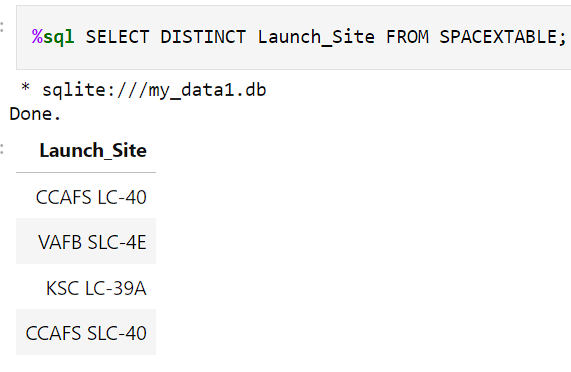 %sql SELECT DISTINCT Launch_Site FROM SPACEXTABLE;
* sqlite:///my_data1.db
Done.
Launch_Site
CCAFS LC-40
VAFB SLC-4E
KSC LC-39A
CCAFS SLC-40